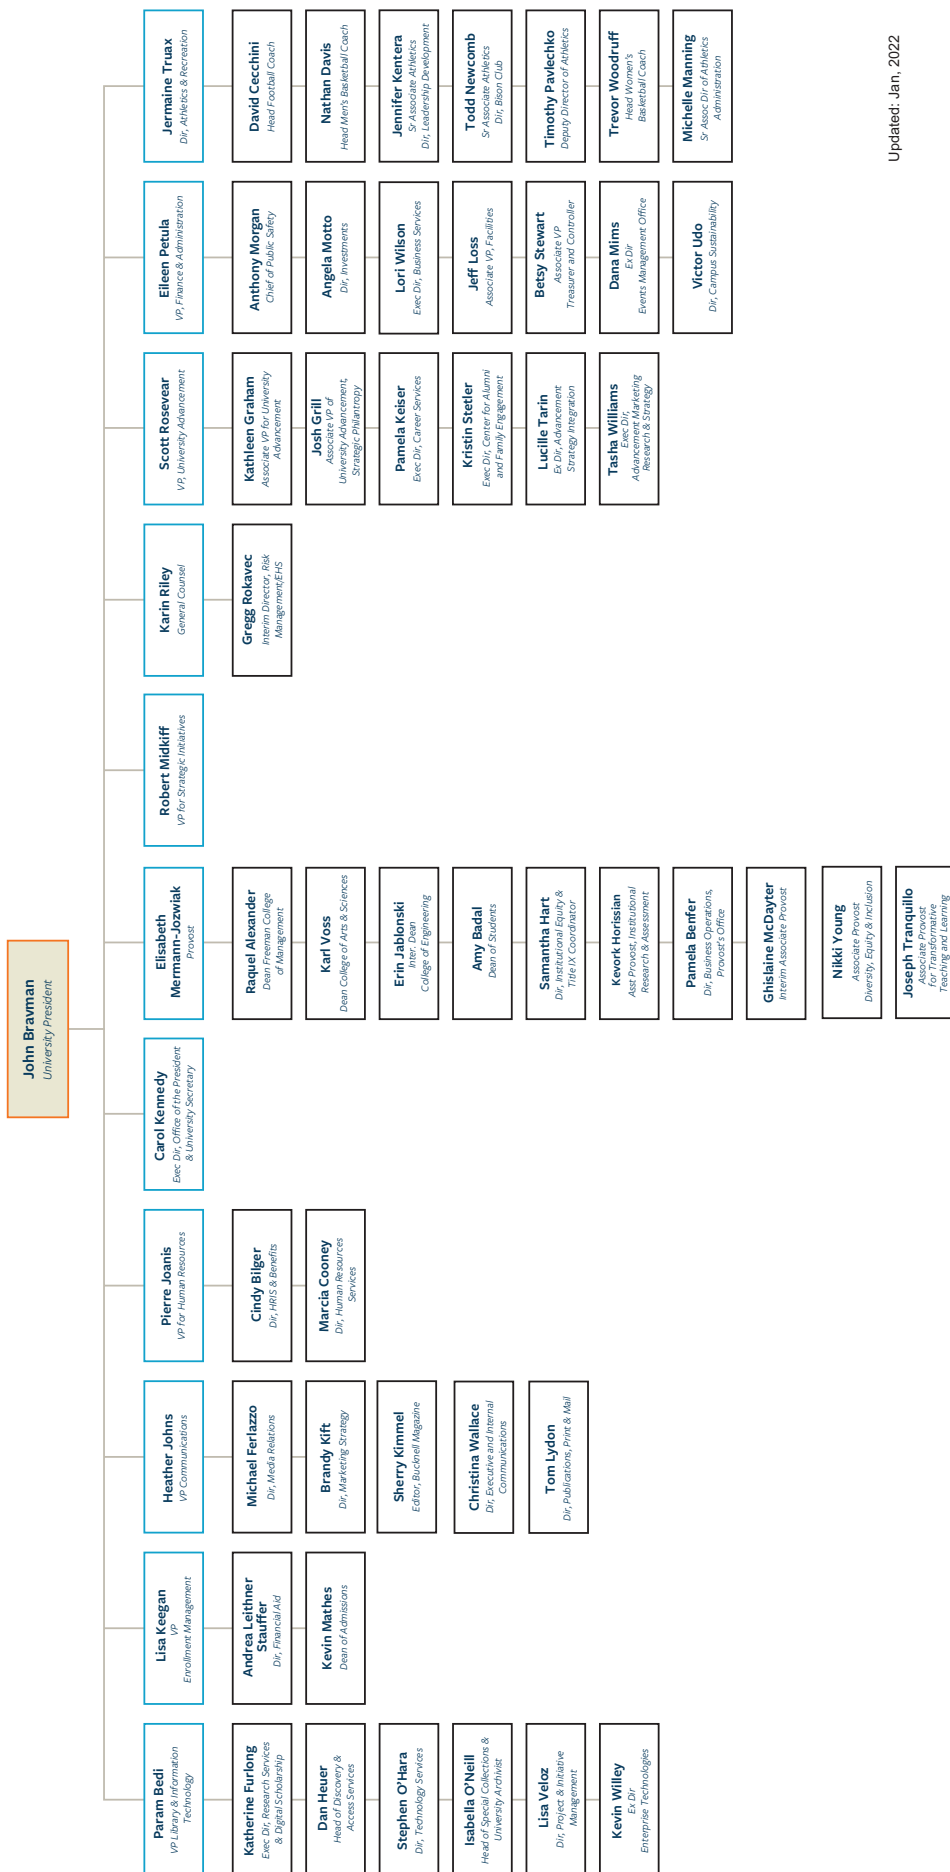 John Bravman
University President
Param Bedi
VP Library & Information
Technology
Katherine Furlong
Exec Dir, Research Services
& Digital Scholarship
Dan Heuer
Head of Discovery &
Access Services
Stephen O'Hara
Dir, Technology Services
Isabella O'Neill
Head of Special Collections &
University Archivist
Lisa Veloz
Dir, Project & Initiative
Management
Kevin Willey
Ex Dir
Enterprise Technologies
Lisa Keegan
VP
Enrollment Management
Andrea Leithner
Stauffer
Dir, Financial Aid
Kevin Mathes
Dean of Admissions
Heather Johns
VP Communications
Michael Ferlazzo
Dir, Media Relations
Brandy Kift
Dir, Marketing Strategy
Sherry Kimmel
Editor, Bucknell Magazine
Christina Wallace
Dir, Executive and Internal
Communications
Tom Lydon
Dir, Publications, Print & Mail
Pierre Joanis
VP for Human Resources
Cindy Bilger
Dir, HRIS & Benefits
Marcia Cooney
Dir, Human Resources
Services
Carol Kennedy
Exec Dir, Office of the President
& University Secretary
Elisabeth
Mermann-Jozwiak
Provost
Raquel Alexander
Dean Freeman College
of Management
Karl Voss
Dean College of Arts & Sciences
Erin Jablonski
Inter. Dean
College of Engineering
Amy Badal
Dean of Students
Samantha Hart
Dir, Institutional Equity &
Title IX Coordinator
Kevork Horissian
Asst Provost, Institutional
Research & Assessment
Pamela Benfer
Dir, Business Operations,
Provost's Office
Ghislaine McDayter
Interim Associate Provost
Nikki Young
Associate Provost
Diversity, Equity & Inclusion
Joseph Tranquillo
Associate Provost
for Transformative
Teaching and Learning
Robert Midkiff
VP for Strategic Initiatives
Karin Riley
General Counsel
Gregg Rokavec
Interim Director, Risk
Management/EHS
Scott Rosevear
VP, University Advancement
Kathleen Graham
Associate VP for University
Advancement
Josh Grill
Associate VP of
University Advancement,
Strategic Philantropy
Pamela Keiser
Exec Dir, Career Services
Kristin Stetler
Exec Dir, Center for Alumni
and Family Engagement
Lucille Tarin
Ex Dir, Advancement
Strategy Integration
Tasha Williams
Exec Dir,
Advancement Marketing
Research & Strategy
Eileen Petula
VP, Finance & Administration
Anthony Morgan
Chief of Public Safety
Angela Motto
Dir, Investments
Lori Wilson
Exec Dir, Business Services
Jeff Loss
Associate VP, Facilities
Betsy Stewart
Associate VP
Treasurer and Controller
Dana Mims
Ex Dir
Events Management Office
Victor Udo
Dir, Campus Sustainability
Jermaine Truax
Dir, Athletics & Recreation
David Cecchini
Head Football Coach
Nathan Davis
Head Men's Basketball Coach
Jennifer Kentera
Sr Associate Athletics
Dir, Leadership Development
Todd Newcomb
Sr Associate Athletics
Dir, Bison Club
Timothy Pavlechko
Deputy Director of Athletics
Trevor Woodruff
Head Women's
Basketball Coach
Michelle Manning
Sr Assoc Dir of Athletics
Administration
Updated: Jan, 2022